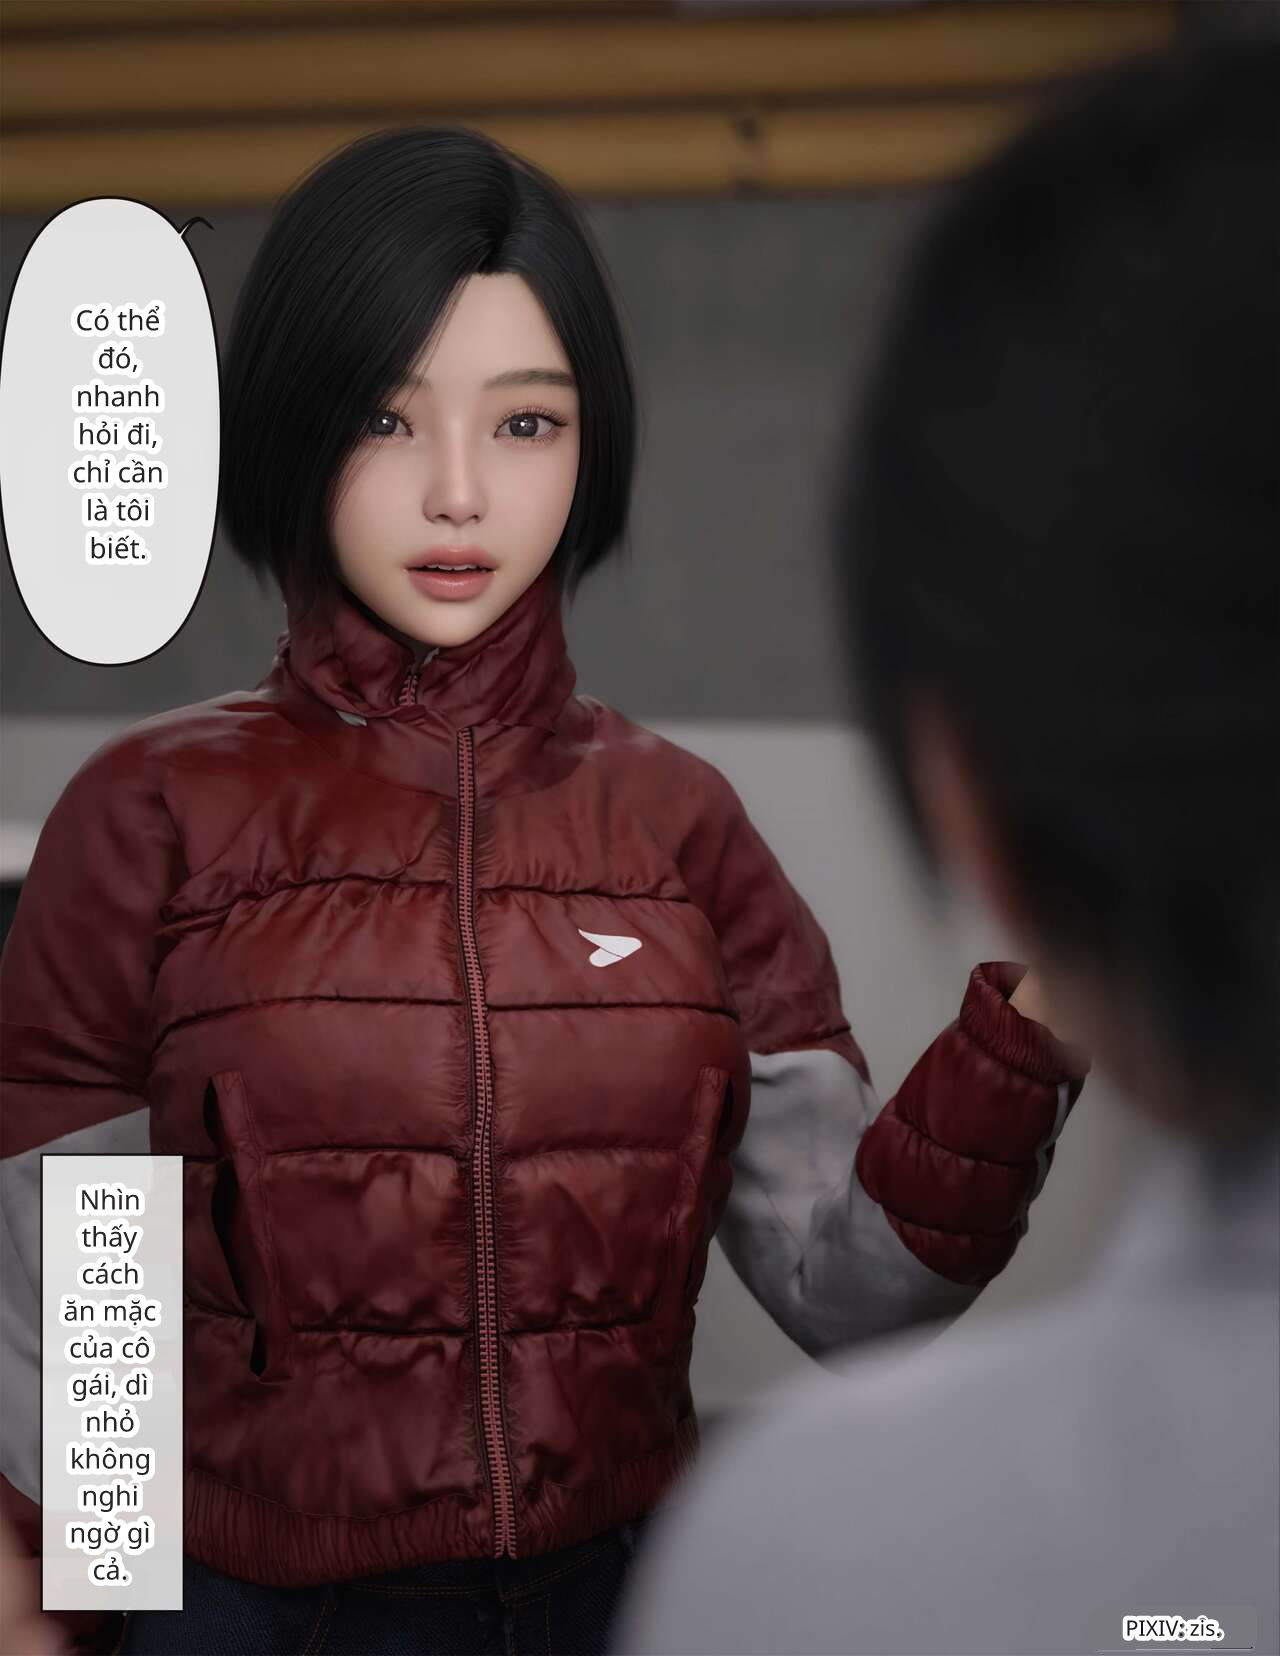 Có thể
đó,
nhanh
hỏi đi,
chỉ cần
là tôi
biết.
Nhìn
thấy
cách
ăn mặc
của cô
gái, dì
nhỏ
không
nghi
ngờ gì
cả.
PIXIV: zis.